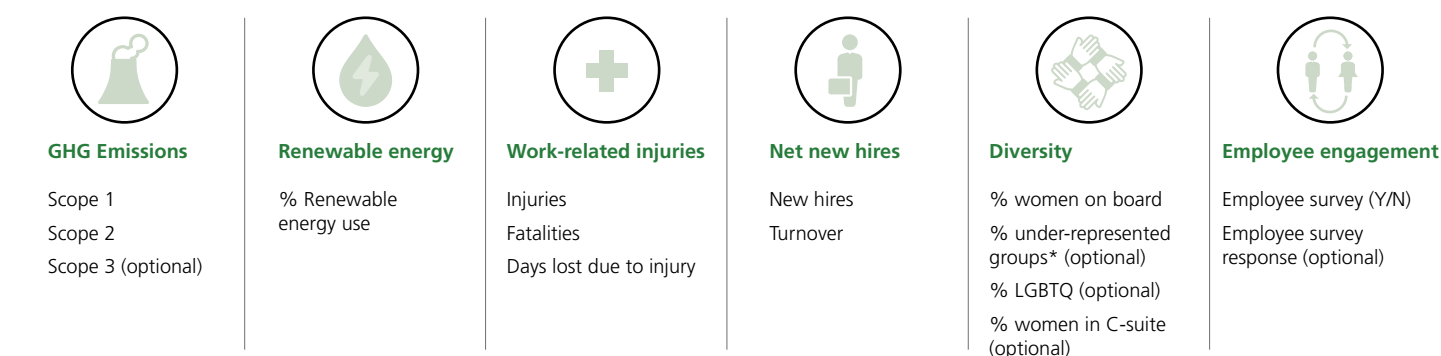 GHG Emissions
Scope 1
Scope 2
Scope 3 (optional)
Renewable energy
% Renewable
energy use
Work-related injuries
Injuries
Fatalities
Days lost due to injury
Net new hires
New hires
Turnover
Diversity
% women on board
% under-represented
groups* (optional)
% LGBTQ (optional)
% women in C-suite
(optional)
Employee engagement
Employee survey (Y/N)
Employee survey
response (optional)